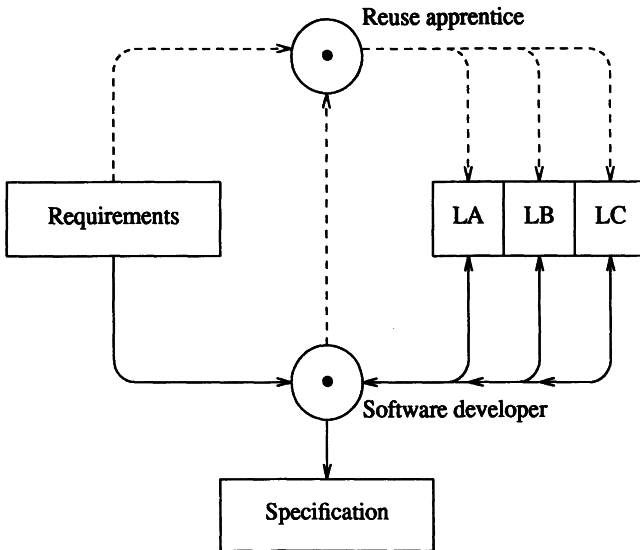 Reuse apprentice
Requirements
LA LB LC
Software developer
Specification